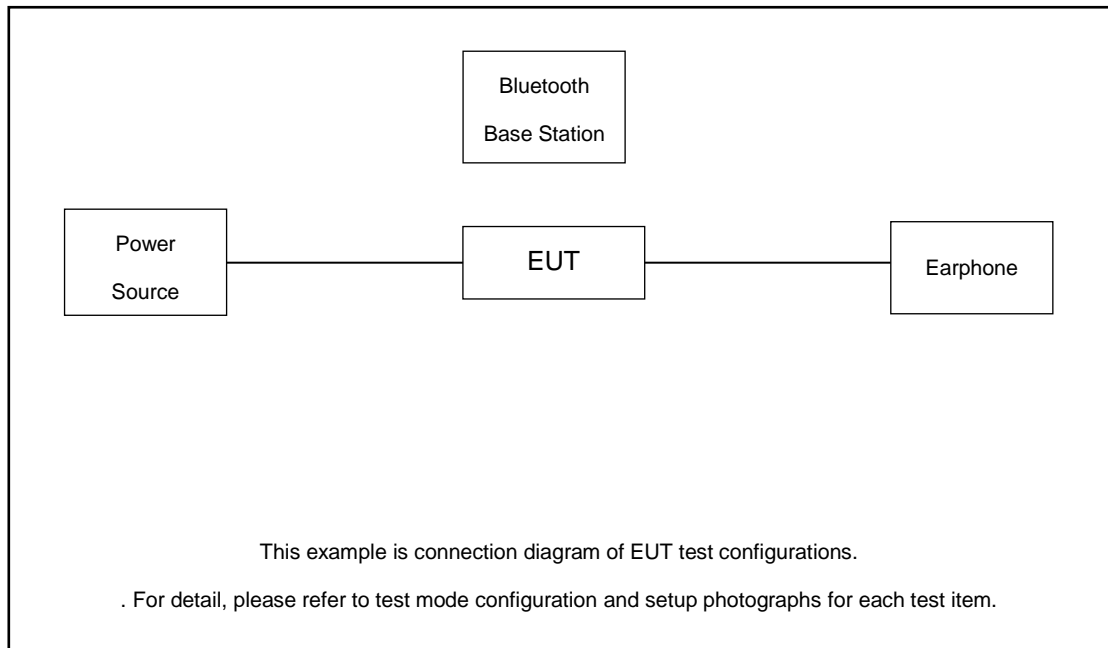 Bluetooth
Base Station
Power
Source
EUT
Earphone
This example is connection diagram of EUT test configurations.
. For detail, please refer to test mode configuration and setup photographs for each test item.